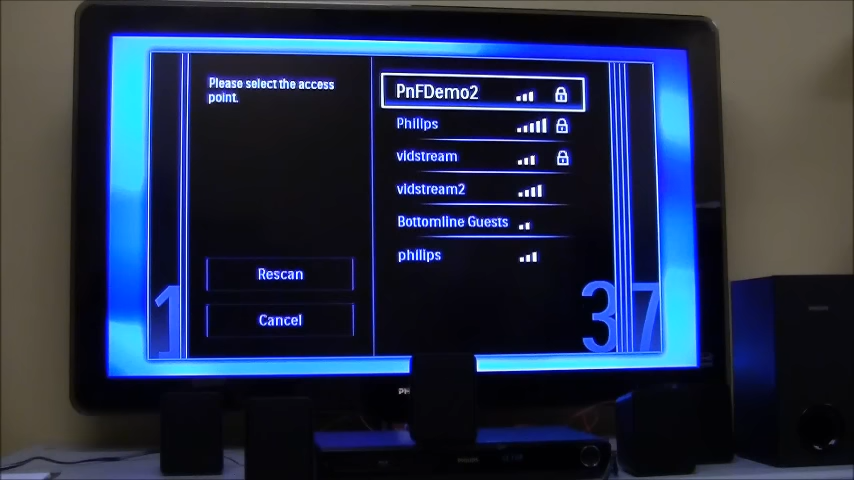 Please select the access
point.
PnFDemo2
Philips
vidstream
vidstream2
Bottomline Guests
philips
Rescan
Cancel
1
3
7